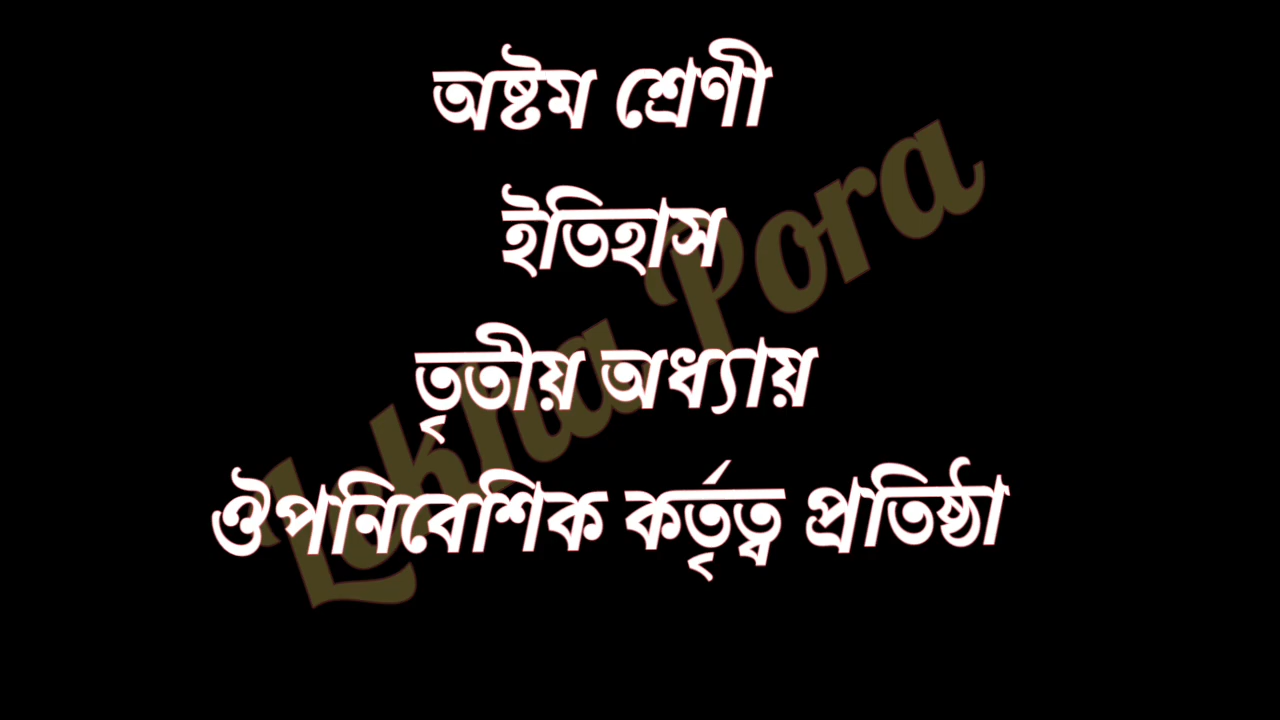 অষ্টম শ্রেণী
ইতিহাস
তৃতীয় অধ্যায়
ঔপনিবেশিক কর্তৃত্ব প্রতিষ্ঠা
Lekha Pora